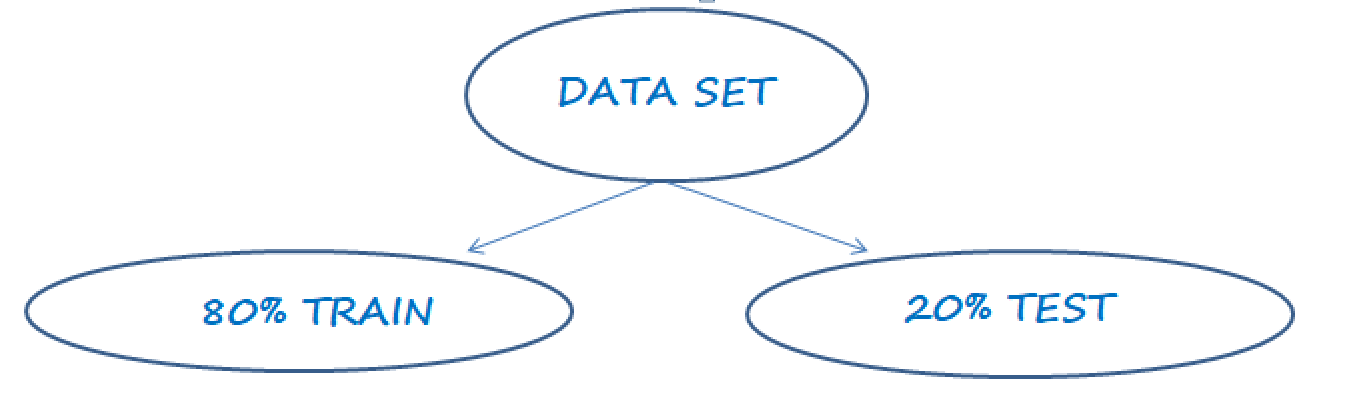 DATA SET
80% TRAIN
20% TEST